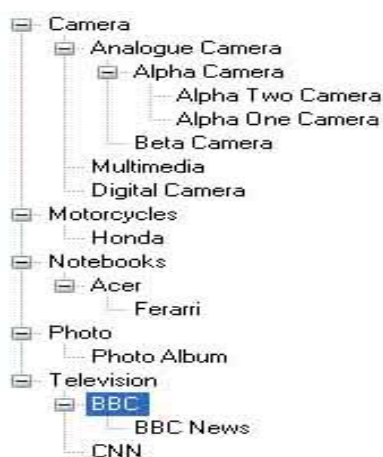 Camera
Analogue Camera
Alpha Camera
Alpha Two Camera
Alpha One Camera
Beta Camera
Multimedia
Digital Camera
Motorcycles
Honda
Notebooks
Acer
Ferarri
Photo
Photo Album
Television
BBC
BBC News
CNN